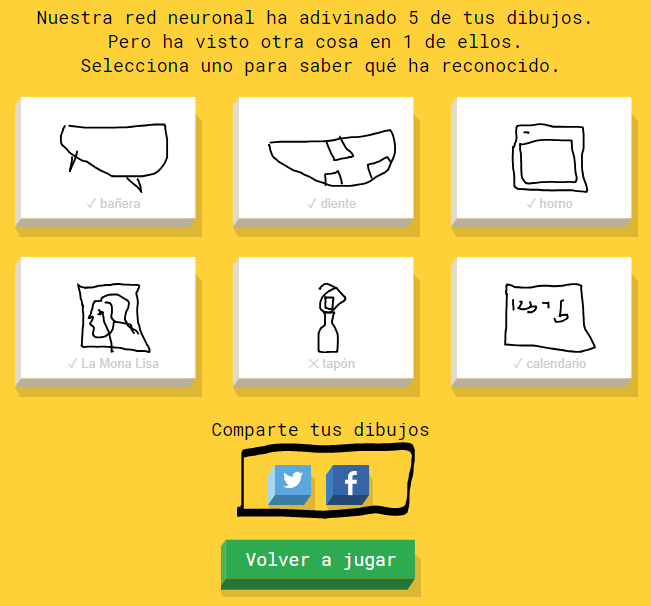 Nuestra red neuronal ha adivinado 5 de tus dibujos.
Pero ha visto otra cosa en 1 de ellos.
Selecciona uno para saber qué ha reconocido.
✓ bañera
✓ diente
✓ horno
✓ La Mona Lisa
✕ tapón
✓ calendario
Comparte tus dibujos
Volver a jugar